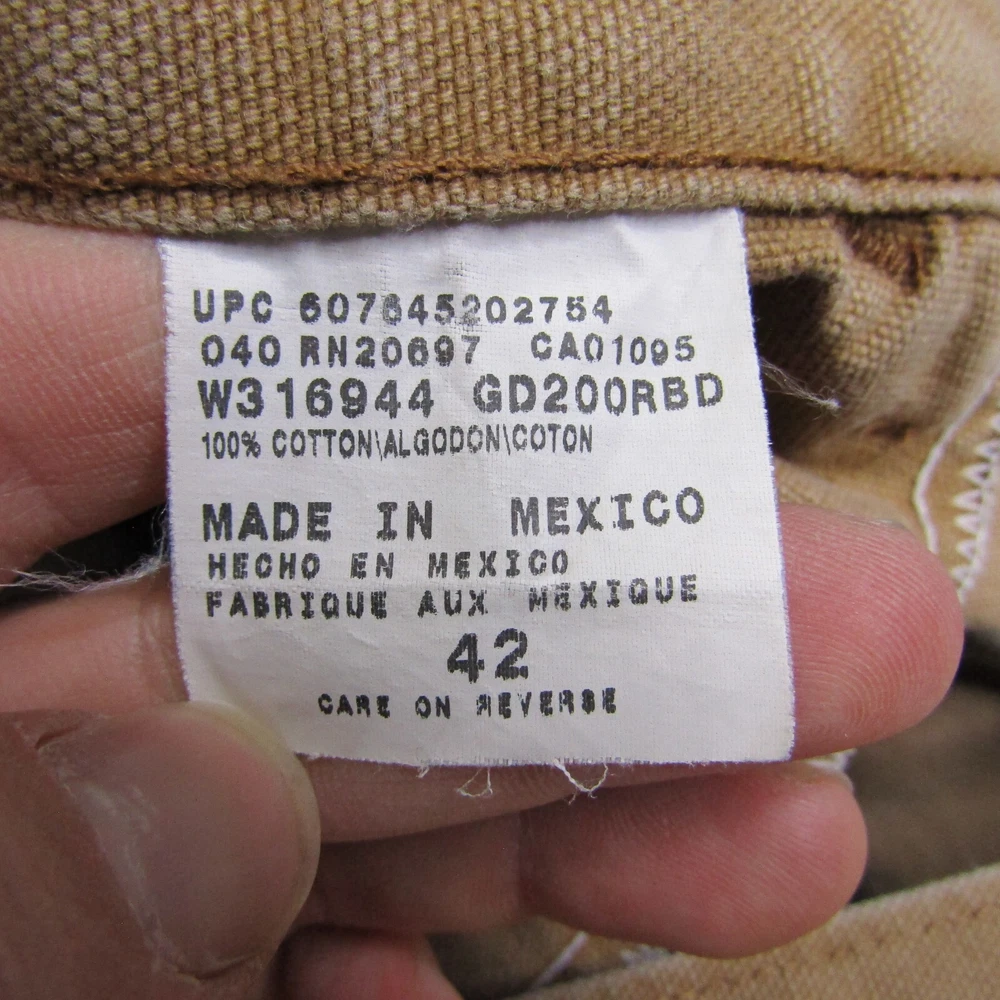 UPC 607645202754
040 RN20697 CA01095
W316944 GD200RBD
100% COTTON\ALGODON\COTON
MADE IN MEXICO
HECHO EN MEXICO
FABRIQUE AUX MEXIQUE
42
CARE ON REVERSE